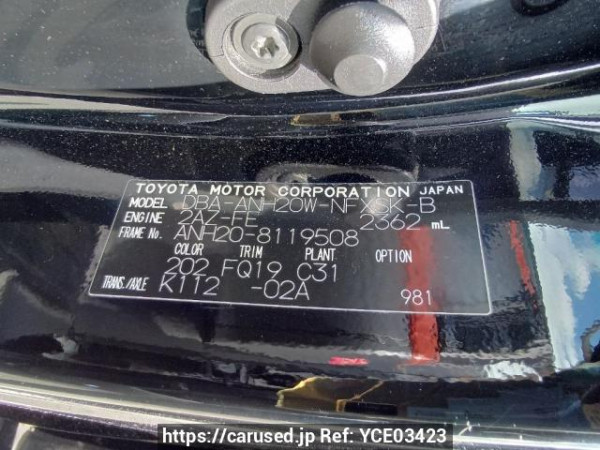 TOYOTA MOTOR CORPORATION JAPAN
MODEL DBA-ANH20W-NFXSK-B
ENGINE 2AZ-FE 2362 mL
FRAME No. ANH20-8119508
COLOR TRIM PLANT OPTION
202 FQ19 C31
TRANS./AXLE K112 -02A 981
https://carused.jp Ref: YCE03423